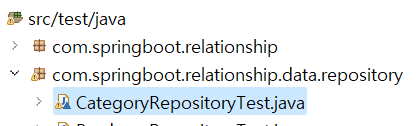 src/test/java
com.springboot.relationship
com.springboot.relationship.data.repository
CategoryRepositoryTest.java